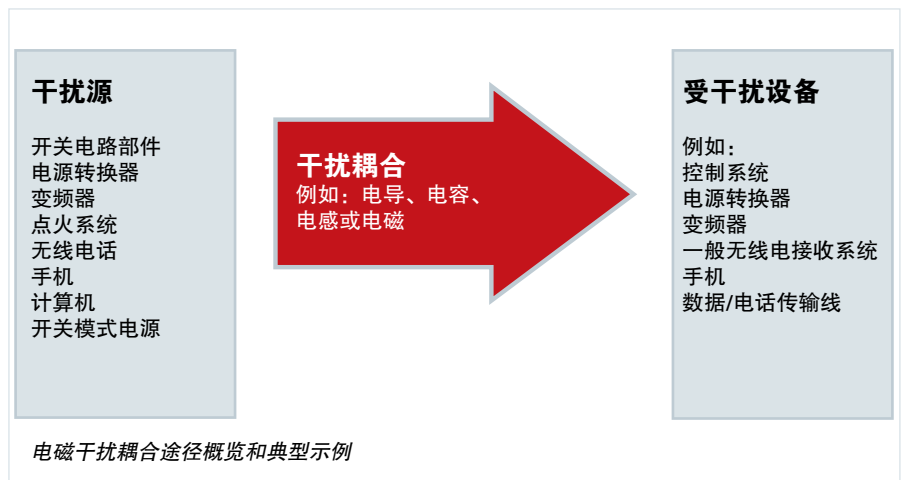 干扰源
开关电路部件
电源转换器
变频器
点火系统
无线电话
手机
计算机
开关模式电源
干扰耦合
例如：电导、电容、
电感或电磁
受干扰设备
例如：
控制系统
电源转换器
变频器
一般无线电接收系统
手机
数据/电话传输线
电磁干扰耦合途径概览和典型示例